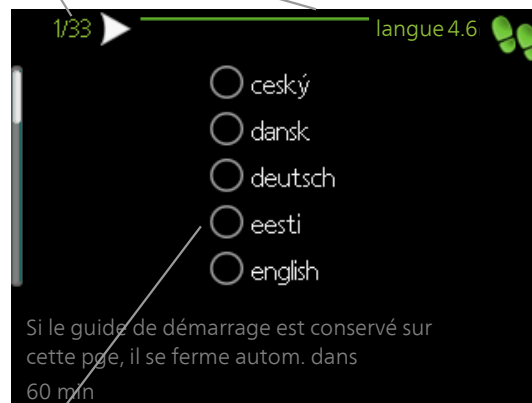 1/33
langue 4.6
ceský
dansk
deutsch
eesti
english
Si le guide de démarrage est conservé sur
cette pge, il se ferme autom. dans
60 min